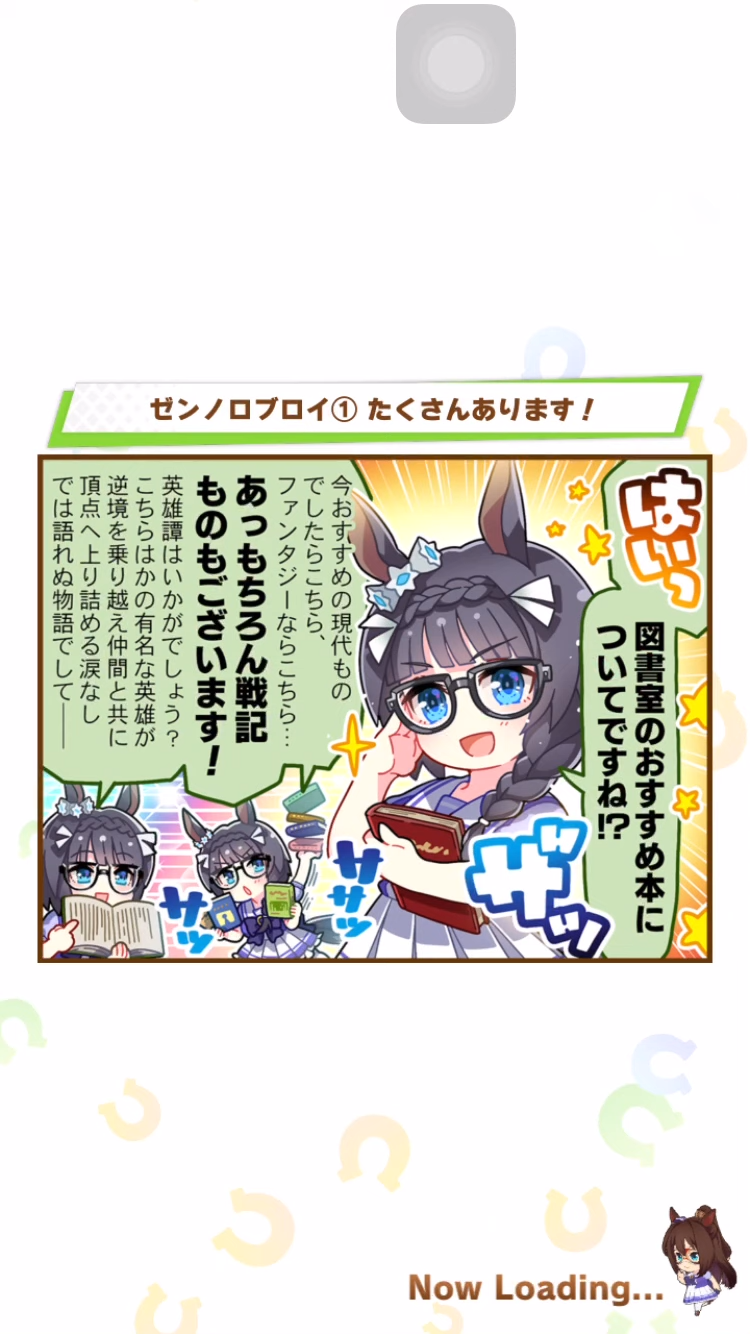 ゼンノロブロイ① たくさんあります！
はいっ
図書室のおすすめ本に
ついてですね!?
ザッ
ササッ
サッ
今おすすめの現代もの
でしたらこちら、
ファンタジーならこちら…
あっもちろん戦記
ものもございます！
英雄譚はいかがでしょう？
こちらはかの有名な英雄が
逆境を乗り越え仲間と共に
頂点へ上り詰める涙なし
では語れぬ物語でして――
Now Loading...